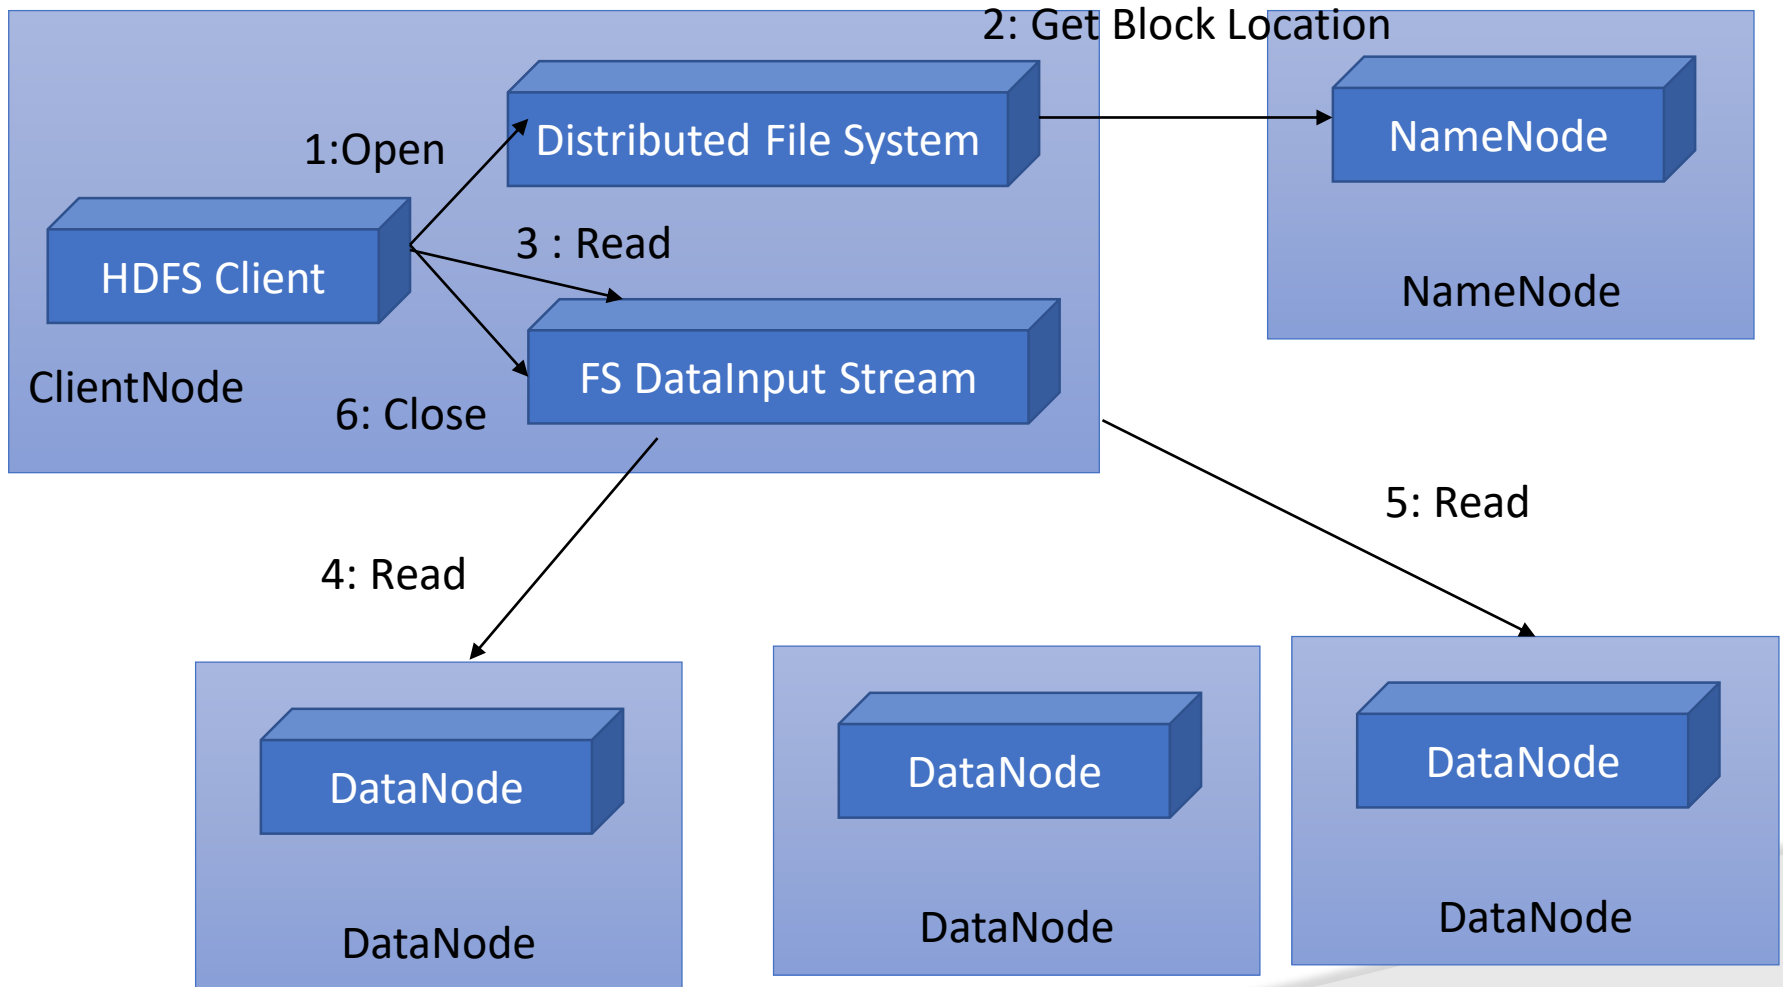 2: Get Block Location
Distributed File System
NameNode
1:Open
3 : Read
HDFS Client
NameNode
FS DataInput Stream
ClientNode
6: Close
5: Read
4: Read
DataNode
DataNode
DataNode
DataNode
DataNode
DataNode